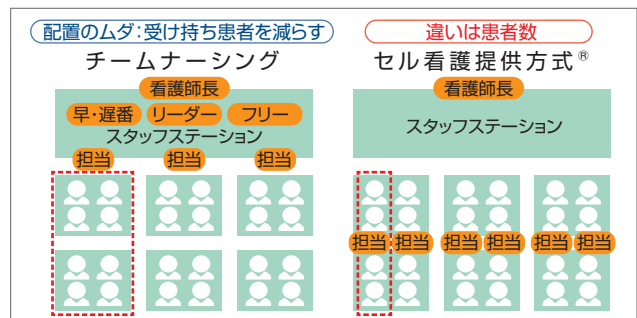 配置のムダ:受け持ち患者を減らす
チームナーシング
看護師長
早・遅番 リーダー フリー
スタッフステーション
担当 担当 担当
違いは患者数
セル看護提供方式®
看護師長
スタッフステーション
担当 担当 担当 担当 担当 担当